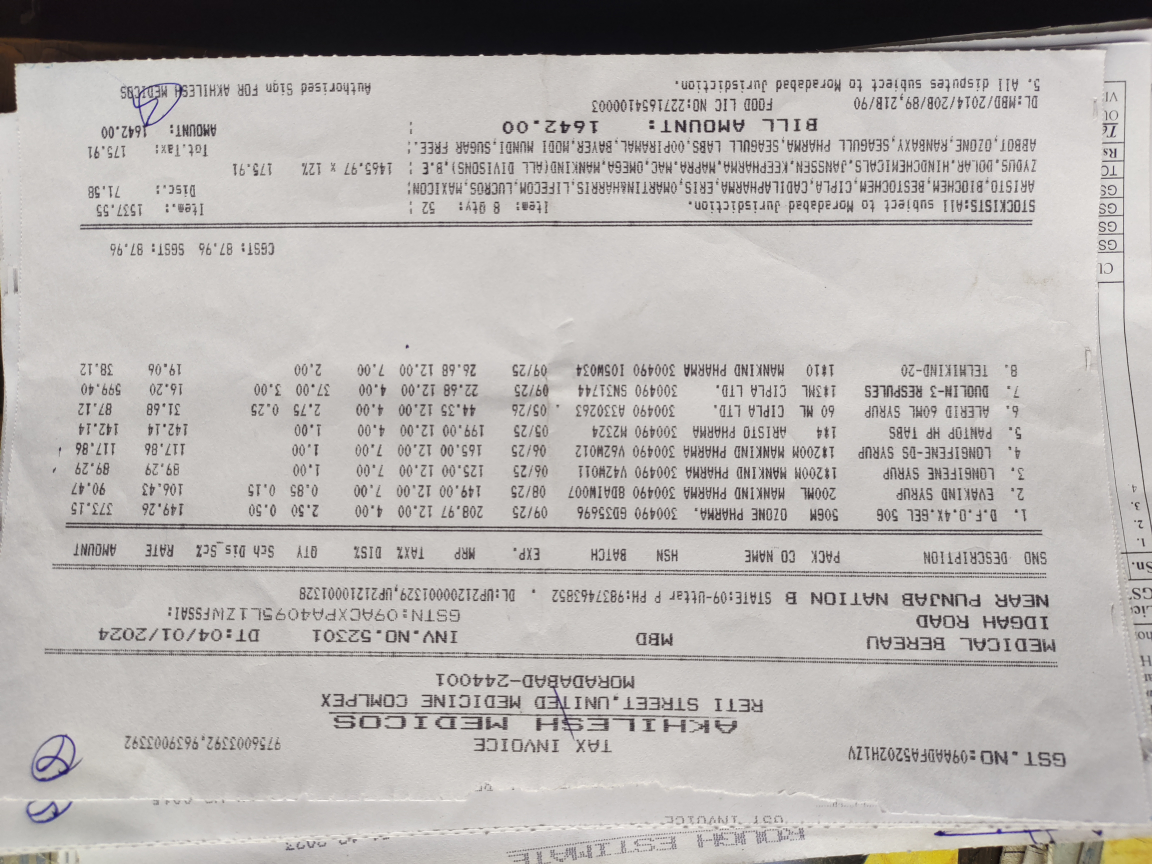 GST.NO:09AADFA5202H1ZV TAX INVOICE 9756003392,9639003392
AKHILESH MEDICOS
RETI STREET.UNITED MEDICINE COMLPEX
MORADABAD-244001
MEDICAL BEREAU MBD INV.NO.52301 DT:04/01/2024
IDGAH ROAD GSTN:09ACXPA4095L1ZWFSSAI:
NEAR PUNJAB NATION B STATE:09-Uttar P PH:9837463852 . DL:UP2120001329,UP2121001328
SNO DESCRIPTION PACK CO NAME HSN BATCH EXP. MRP TAX% DIS% QTY Sch Dis_Sc% RATE AMOUNT
1. D.F.O.4X.GEL 50G 50GM OZONE PHARMA. 300490 GD35696 09/25 208.97 12.00 4.00 2.50 0.50 149.26 373.15
2. EVAKIND SYRUP 200ML MANKIND PHARMA 300490 BDAWIM007 08/25 149.00 12.00 7.00 0.85 0.15 106.43 90.47
3. LONGIFENE SYRUP 1#200M MANKIND PHARMA 300490 V42M011 06/25 125.00 12.00 7.00 1.00 89.29 89.29
4. LONGIFENE-DS SYRUP 1#200M MANKIND PHARMA 300490 V62M012 06/25 165.00 12.00 7.00 1.00 117.86 117.86
5. PANTOP HP TABS 1#4 ARISTO PHARMA 300490 M2324 05/25 199.00 12.00 4.00 1.00 142.14 142.14
6. ALERID 60ML SYRUP 60 ML CIPLA LTD. 300490 A330263 05/26 44.35 12.00 4.00 2.75 0.25 31.68 87.12
7. DUOLIN-3 RESPULES 1#3ML CIPLA LTD. 300490 SN31744 09/25 22.68 12.00 4.00 37.00 3.00 16.20 599.40
8. TELMIKIND-20 1#10 MANKIND PHARMA 300490 IO5W034 09/25 26.68 12.00 7.00 2.00 19.06 38.12
CGST: 87.96 SGST: 87.96
STOCKISTS:All subject to Moradabad Jurisdiction. Item: 8 Qty: 52 Item.: 1537.55
ARISTO,BIOCHEM,BESTOCHEM,CIPLA,CADILAPHARMA,ERIS,OMARTIN&HARRIS,LIFECOM,LUCROS,MAXICON Disc.: 71.58
ZYDUS,DOLAR,HINDCHEMICALS,JANSSEN,KEEPHARMA,MAPRA,MAC,OMEGA,MANKIND(ALL DIVISONS),B.E 1465.97 x 12% 175.91
ABBOT,OZONE,RANBAXY,SEAGULL PHARMA,SEAGULL LABS,OOPIRAMAL,BAYER,MODI MUNDI,SUGAR FREE. Tot.Tax: 175.91
BILL AMOUNT: 1642.00 AMOUNT: 1642.00
DL:MBD/2014/20B/89,21B/90 FOOD LIC NO:2271654100003
5. All disputes subject to Moradabad Jurisdiction. Authorised Sign FOR AKHILESH MEDICOS
ROUGH ESTIMATE